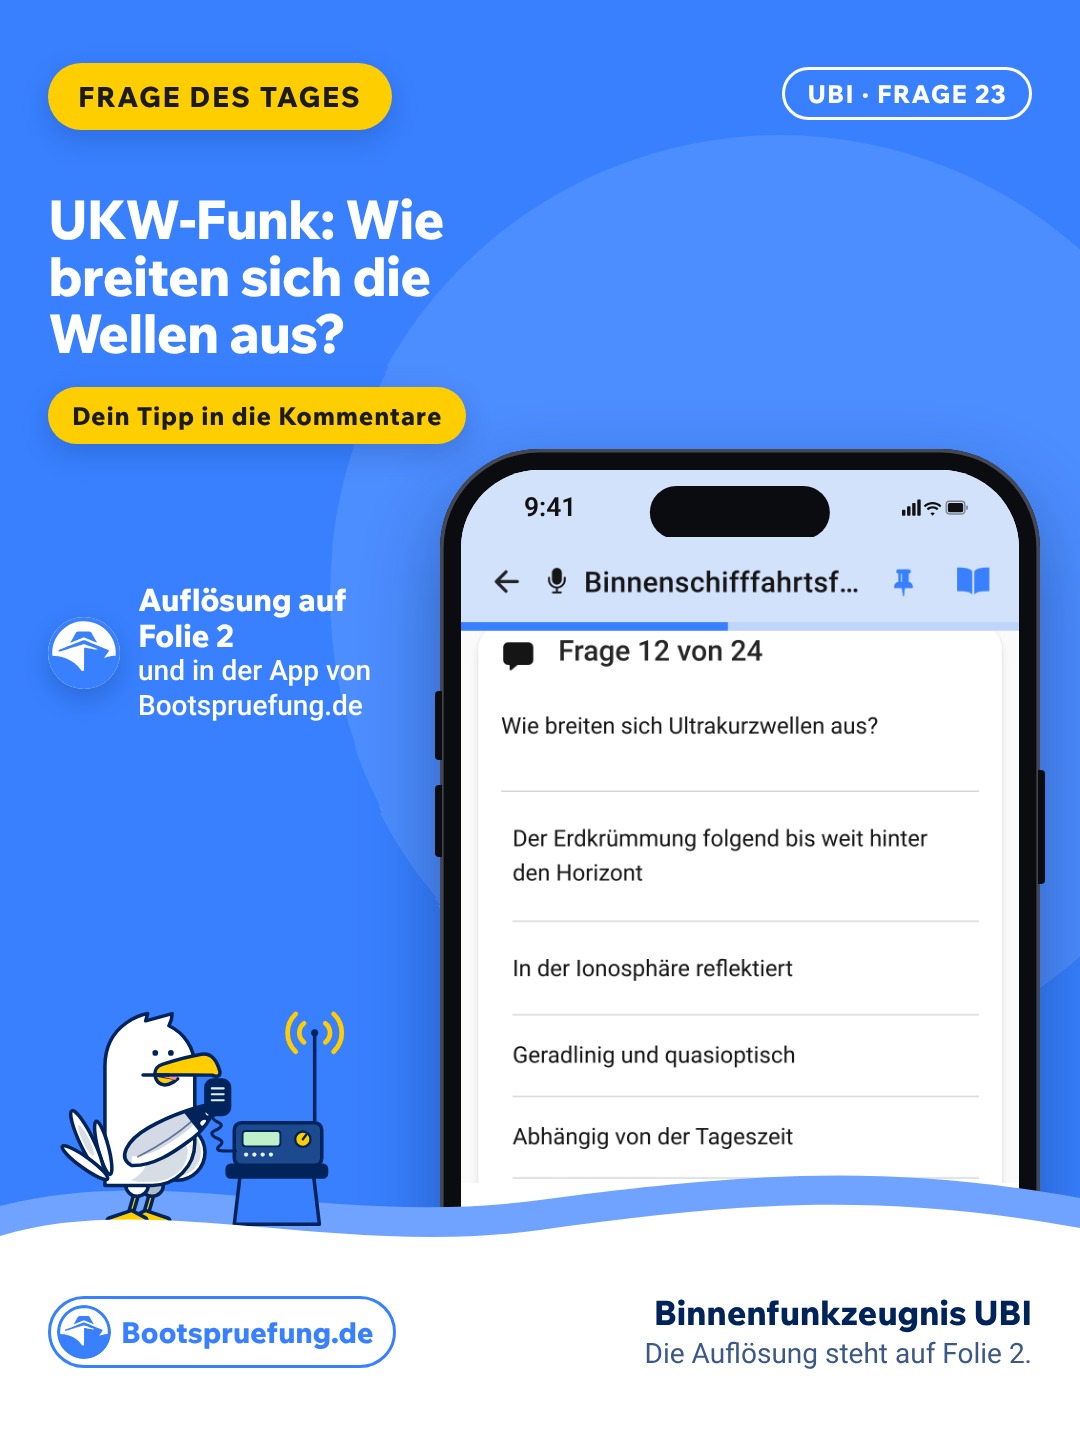 FRAGE DES TAGES
UBI · FRAGE 23
UKW-Funk: Wie
breiten sich die
Wellen aus?
Dein Tipp in die Kommentare
Auflösung auf
Folie 2
und in der App von
Bootspruefung.de
9:41
Binnenschifffahrtsf...
Frage 12 von 24
Wie breiten sich Ultrakurzwellen aus?
Der Erdkrümmung folgend bis weit hinter
den Horizont
In der Ionosphäre reflektiert
Geradlinig und quasioptisch
Abhängig von der Tageszeit
Bootspruefung.de
Binnenfunkzeugnis UBI
Die Auflösung steht auf Folie 2.